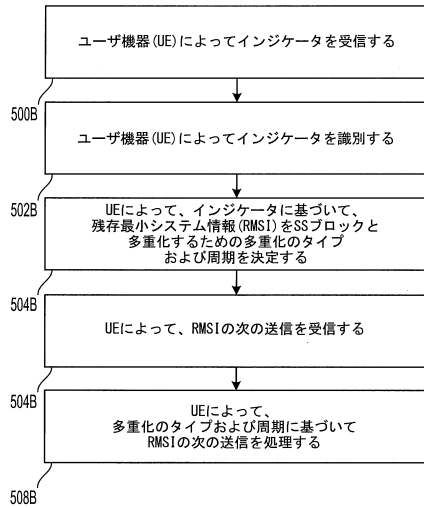 ユーザ機器(UE)によってインジケータを受信する
500B
ユーザ機器(UE)によってインジケータを識別する
502B
UEによって、インジケータに基づいて、
残存最小システム情報(RMSI)をSSブロックと
多重化するための多重化のタイプ
および周期を決定する
504B
UEによって、RMSIの次の送信を受信する
504B
UEによって、
多重化のタイプおよび周期に基づいて
RMSIの次の送信を処理する
508B